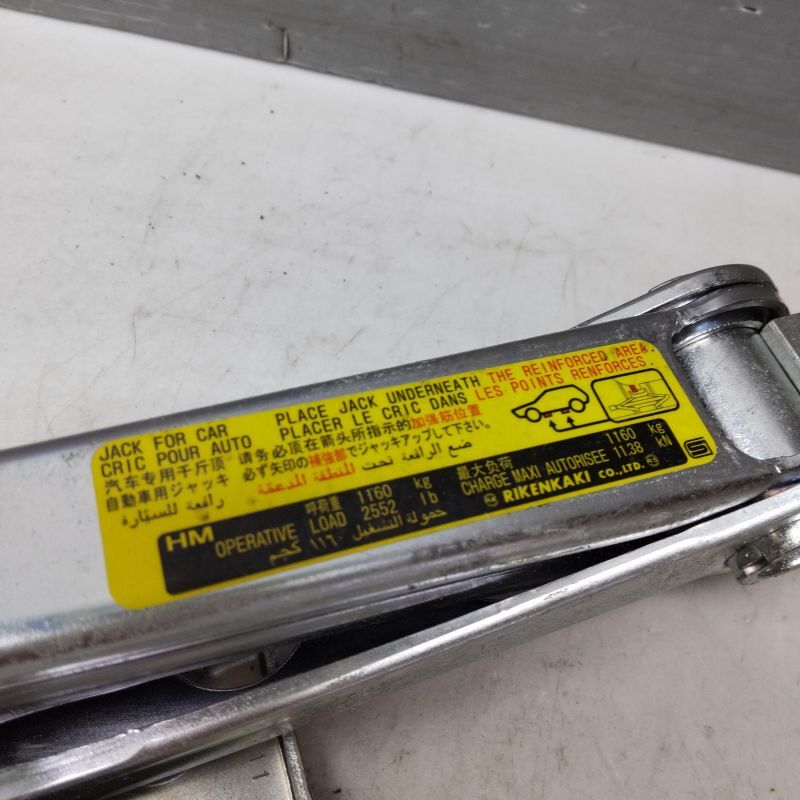 JACK FOR CAR
CRIC POUR AUTO
汽车专用千斤顶
自動車用ジャッキ
رافعة للسيّارة
PLACE JACK UNDERNEATH THE REINFORCED AREA.
PLACER LE CRIC DANS LES POINTS RENFORCES.
请务必顶在箭头所指示的加强筋位置
必ず矢印の補強部でジャッキアップして下さい。
ضع الرافعة تحت المنطقة المدعمة
HM OPERATIVE LOAD
呼荷重 1160 kg
2552 lb
حمولة التشغيل ١١٦٠ كجم
最大负荷 1160 kg
CHARGE MAXI AUTORISEE 11.38 kN
RIKENKAKI CO.,LTD.
S
11